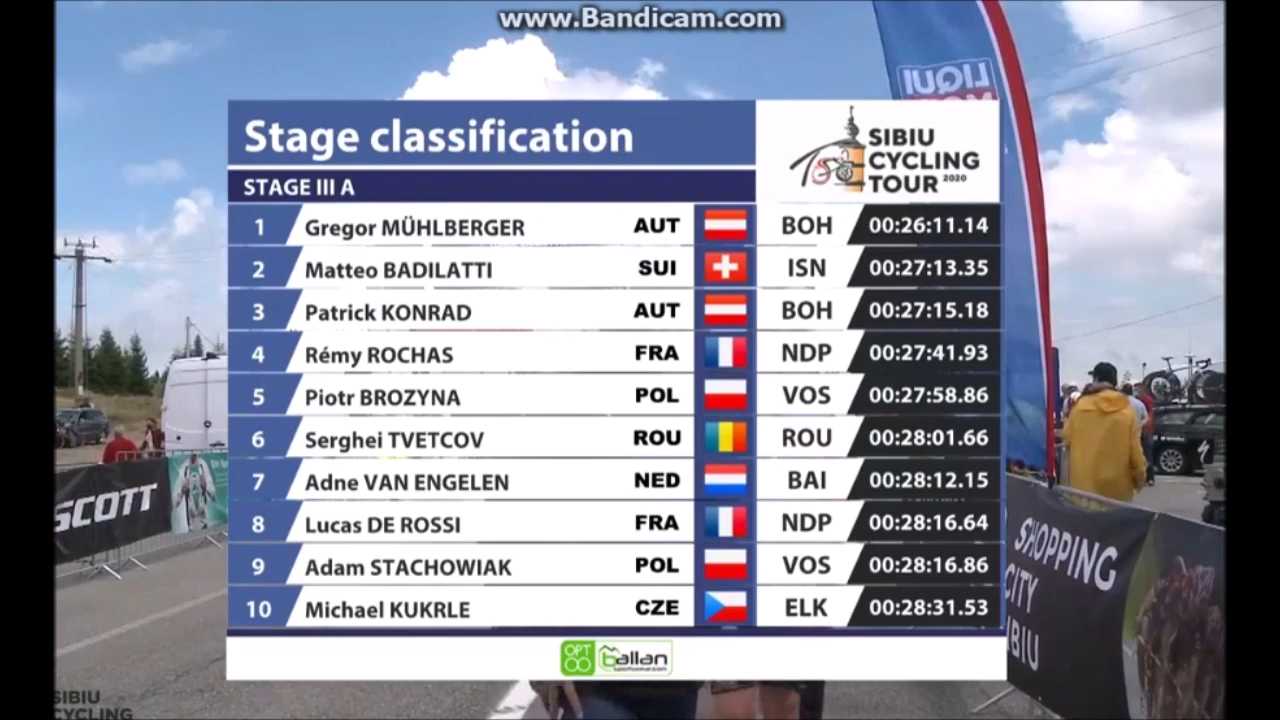 www.Bandicam.com
LIQUI
Stage classification
SIBIU
CYCLING
TOUR 2020
STAGE III A
1 Gregor MÜHLBERGER AUT BOH 00:26:11.14
2 Matteo BADILATTI SUI ISN 00:27:13.35
3 Patrick KONRAD AUT BOH 00:27:15.18
4 Rémy ROCHAS FRA NDP 00:27:41.93
5 Piotr BROZYNA POL VOS 00:27:58.86
6 Serghei TVETCOV ROU ROU 00:28:01.66
7 Adne VAN ENGELEN NED BAI 00:28:12.15
8 Lucas DE ROSSI FRA NDP 00:28:16.64
9 Adam STACHOWIAK POL VOS 00:28:16.86
10 Michael KUKRLE CZE ELK 00:28:31.53
SCOTT
SHOPPING
CITY
SIBIU
OPT
ballan
SIBIU
CYCLING